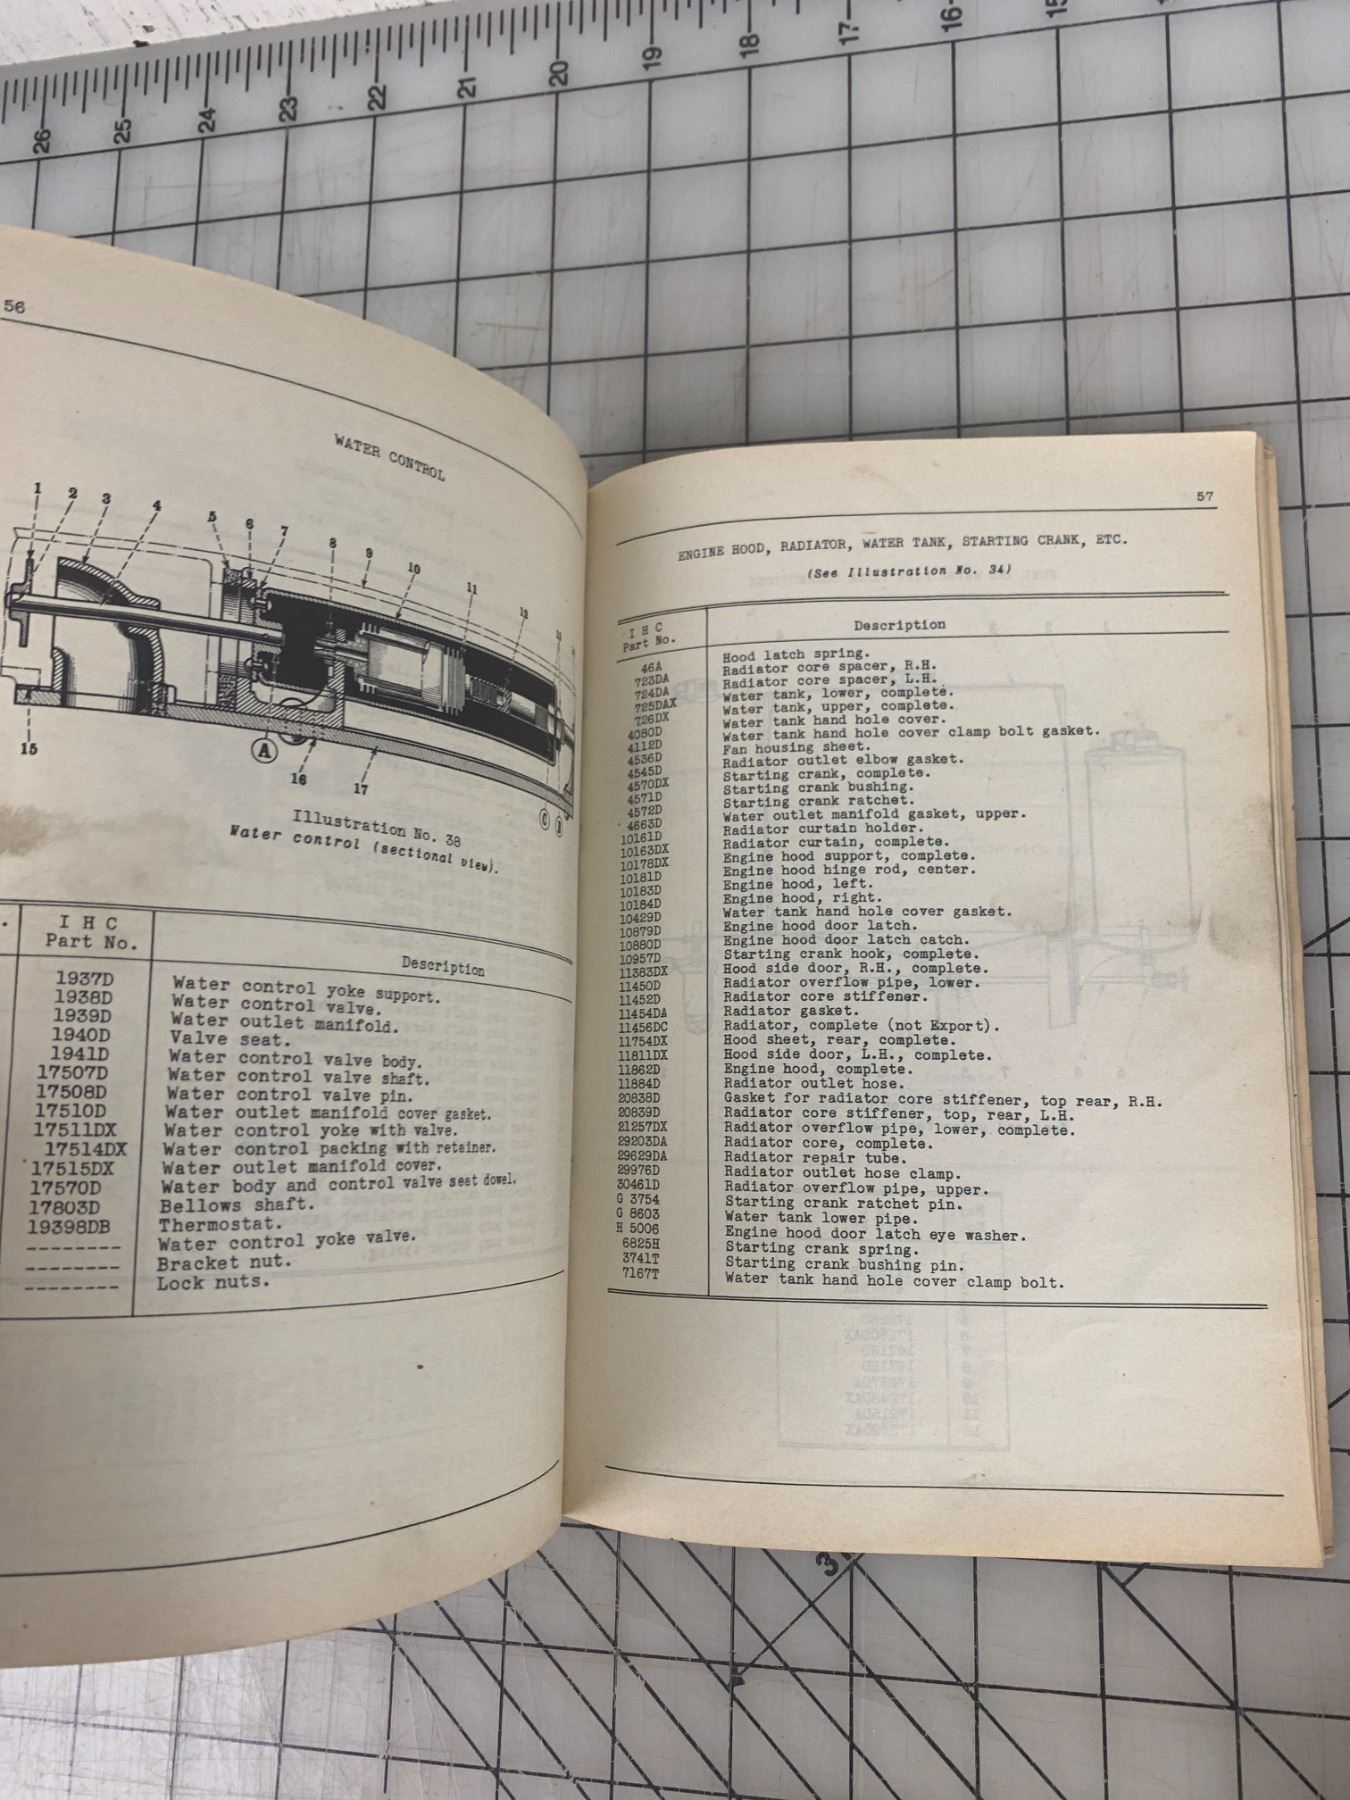 26 25 24 23 22 21 20 19 18 17 16 15
56
WATER CONTROL
1 2 3 4 5 6 7 8 9 10 11 12
15 A 16 17 C
Illustration No. 38
Water control (sectional view).
I H C
Part No. Description
1937D Water control yoke support.
1938D Water control valve.
1939D Water outlet manifold.
1940D Valve seat.
1941D Water control valve body.
17507D Water control valve shaft.
17508D Water control valve pin.
17510D Water outlet manifold cover gasket.
17511DX Water control yoke with valve.
17514DX Water control packing with retainer.
17515DX Water outlet manifold cover.
17570D Water body and control valve seat dowel.
17803D Bellows shaft.
19398DB Thermostat.
-------- Water control yoke valve.
-------- Bracket nut.
-------- Lock nuts.
57
ENGINE HOOD, RADIATOR, WATER TANK, STARTING CRANK, ETC.
(See Illustration No. 34)
I H C
Part No. Description
46A Hood latch spring.
723DA Radiator core spacer, R.H.
724DA Radiator core spacer, L.H.
725DAX Water tank, lower, complete.
726DX Water tank, upper, complete.
4080D Water tank hand hole cover.
4112D Water tank hand hole cover clamp bolt gasket.
4536D Fan housing sheet.
4545D Radiator outlet elbow gasket.
4570DX Starting crank, complete.
4571D Starting crank bushing.
4572D Starting crank ratchet.
4663D Water outlet manifold gasket, upper.
10161D Radiator curtain holder.
10163DX Radiator curtain, complete.
10178DX Engine hood support, complete.
10181D Engine hood hinge rod, center.
10183D Engine hood, left.
10184D Engine hood, right.
10429D Water tank hand hole cover gasket.
10879D Engine hood door latch.
10880D Engine hood door latch catch.
10957D Starting crank hook, complete.
11383DX Hood side door, R.H., complete.
11450D Radiator overflow pipe, lower.
11452D Radiator core stiffener.
11454DA Radiator gasket.
11456DC Radiator, complete (not Export).
11754DX Hood sheet, rear, complete.
11811DX Hood side door, L.H., complete.
11862D Engine hood, complete.
11884D Radiator outlet hose.
20838D Gasket for radiator core stiffener, top rear, R.H.
20839D Radiator core stiffener, top, rear, L.H.
21257DX Radiator overflow pipe, lower, complete.
29203DA Radiator core, complete.
29629DA Radiator repair tube.
29976D Radiator outlet hose clamp.
30461D Radiator overflow pipe, upper.
G 3754 Starting crank ratchet pin.
G 8603 Water tank lower pipe.
H 5006 Engine hood door latch eye washer.
6825H Starting crank spring.
3741T Starting crank bushing pin.
7167T Water tank hand hole cover clamp bolt.